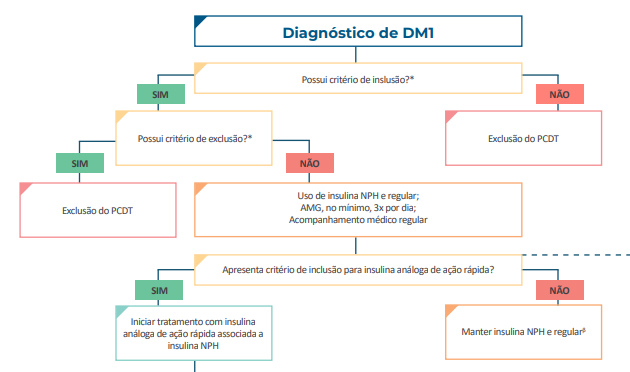 Diagnóstico de DM1
Possui critério de inslusão?*
SIM
NÃO
Possui critério de exclusão?*
Exclusão do PCDT
SIM
NÃO
Exclusão do PCDT
Uso de insulina NPH e regular;
AMG, no mínimo, 3x por dia;
Acompanhamento médico regular
Apresenta critério de inclusão para insulina análoga de ação rápida?
SIM
NÃO
Iniciar tratamento com insulina
análoga de ação rápida associada a
insulina NPH
Manter insulina NPH e regular